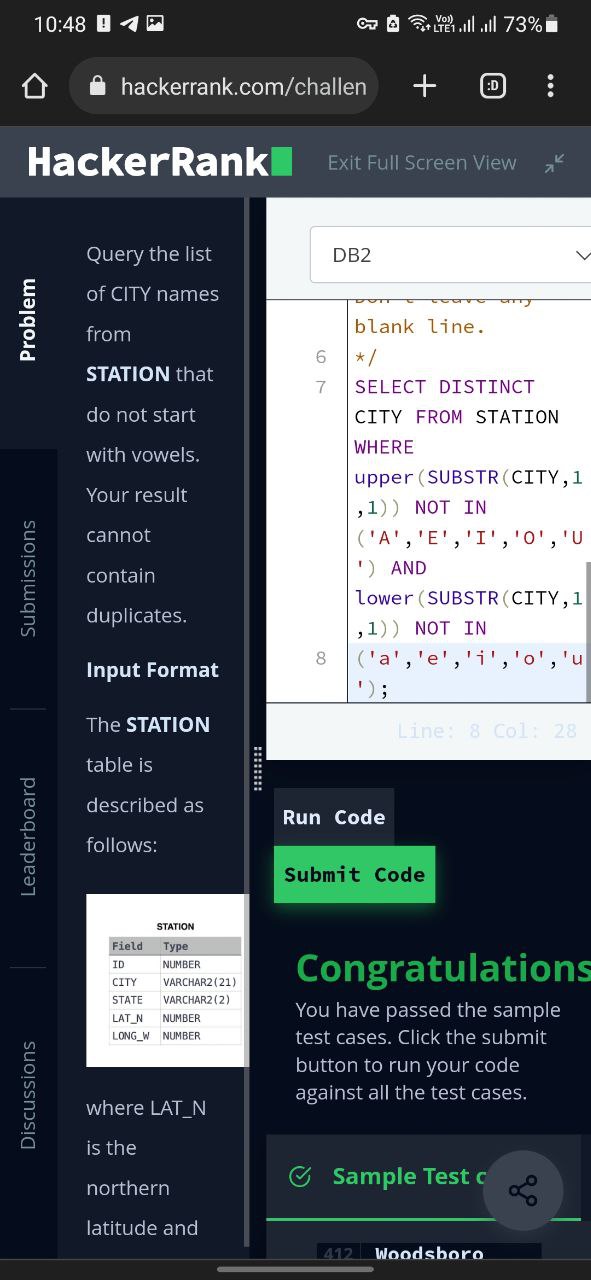 10:48
Vo))
LTE1
73%
hackerrank.com/challen
:D
HackerRank
Exit Full Screen View
Problem
Submissions
Leaderboard
Discussions
Query the list
of CITY names
from
STATION that
do not start
with vowels.
Your result
cannot
contain
duplicates.
Input Format
The STATION
table is
described as
follows:
STATION
Field Type
ID NUMBER
CITY VARCHAR2(21)
STATE VARCHAR2(2)
LAT_N NUMBER
LONG_W NUMBER
where LAT_N
is the
northern
latitude and
DB2
Don't leave any
blank line.
6 */
7 SELECT DISTINCT
CITY FROM STATION
WHERE
upper(SUBSTR(CITY,1
,1)) NOT IN
('A','E','I','O','U
') AND
lower(SUBSTR(CITY,1
,1)) NOT IN
8 ('a','e','i','o','u
');
Line: 8 Col: 28
Run Code
Submit Code
Congratulations
You have passed the sample
test cases. Click the submit
button to run your code
against all the test cases.
Sample Test c
412 Woodsboro